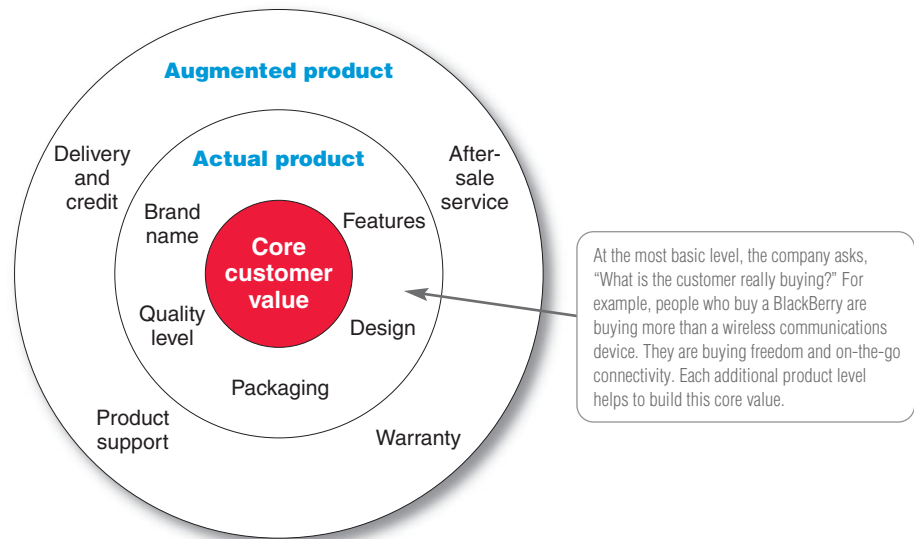 Augmented product
Actual product
Delivery
and
credit
After-
sale
service
Brand
name
Features
Core
customer
value
Quality
level
Design
Packaging
Product
support
Warranty
At the most basic level, the company asks,
“What is the customer really buying?” For
example, people who buy a BlackBerry are
buying more than a wireless communications
device. They are buying freedom and on-the-go
connectivity. Each additional product level
helps to build this core value.